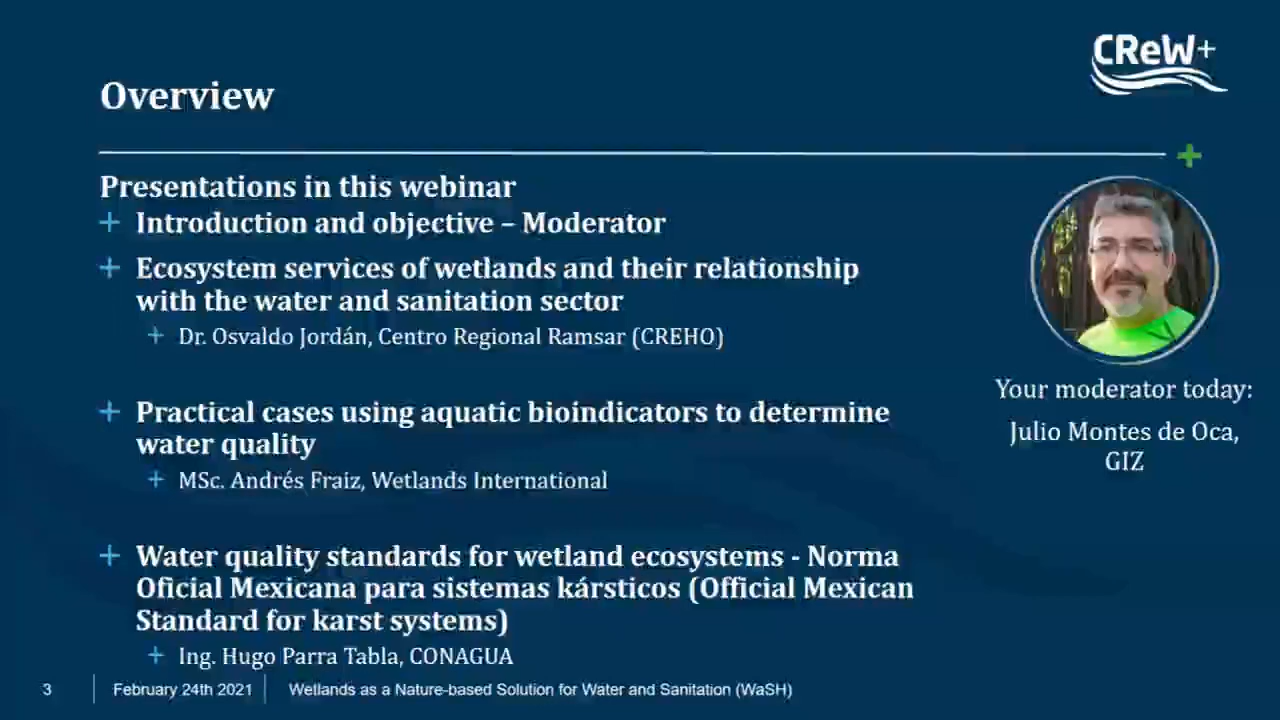 CReW+
Overview
Presentations in this webinar
Introduction and objective – Moderator
Ecosystem services of wetlands and their relationship
with the water and sanitation sector
Dr. Osvaldo Jordán, Centro Regional Ramsar (CREHO)
Practical cases using aquatic bioindicators to determine
water quality
MSc. Andrés Fraiz, Wetlands International
Water quality standards for wetland ecosystems - Norma
Oficial Mexicana para sistemas kársticos (Official Mexican
Standard for karst systems)
Ing. Hugo Parra Tabla, CONAGUA
Your moderator today:
Julio Montes de Oca,
GIZ
3 February 24th 2021 Wetlands as a Nature-based Solution for Water and Sanitation (WaSH)